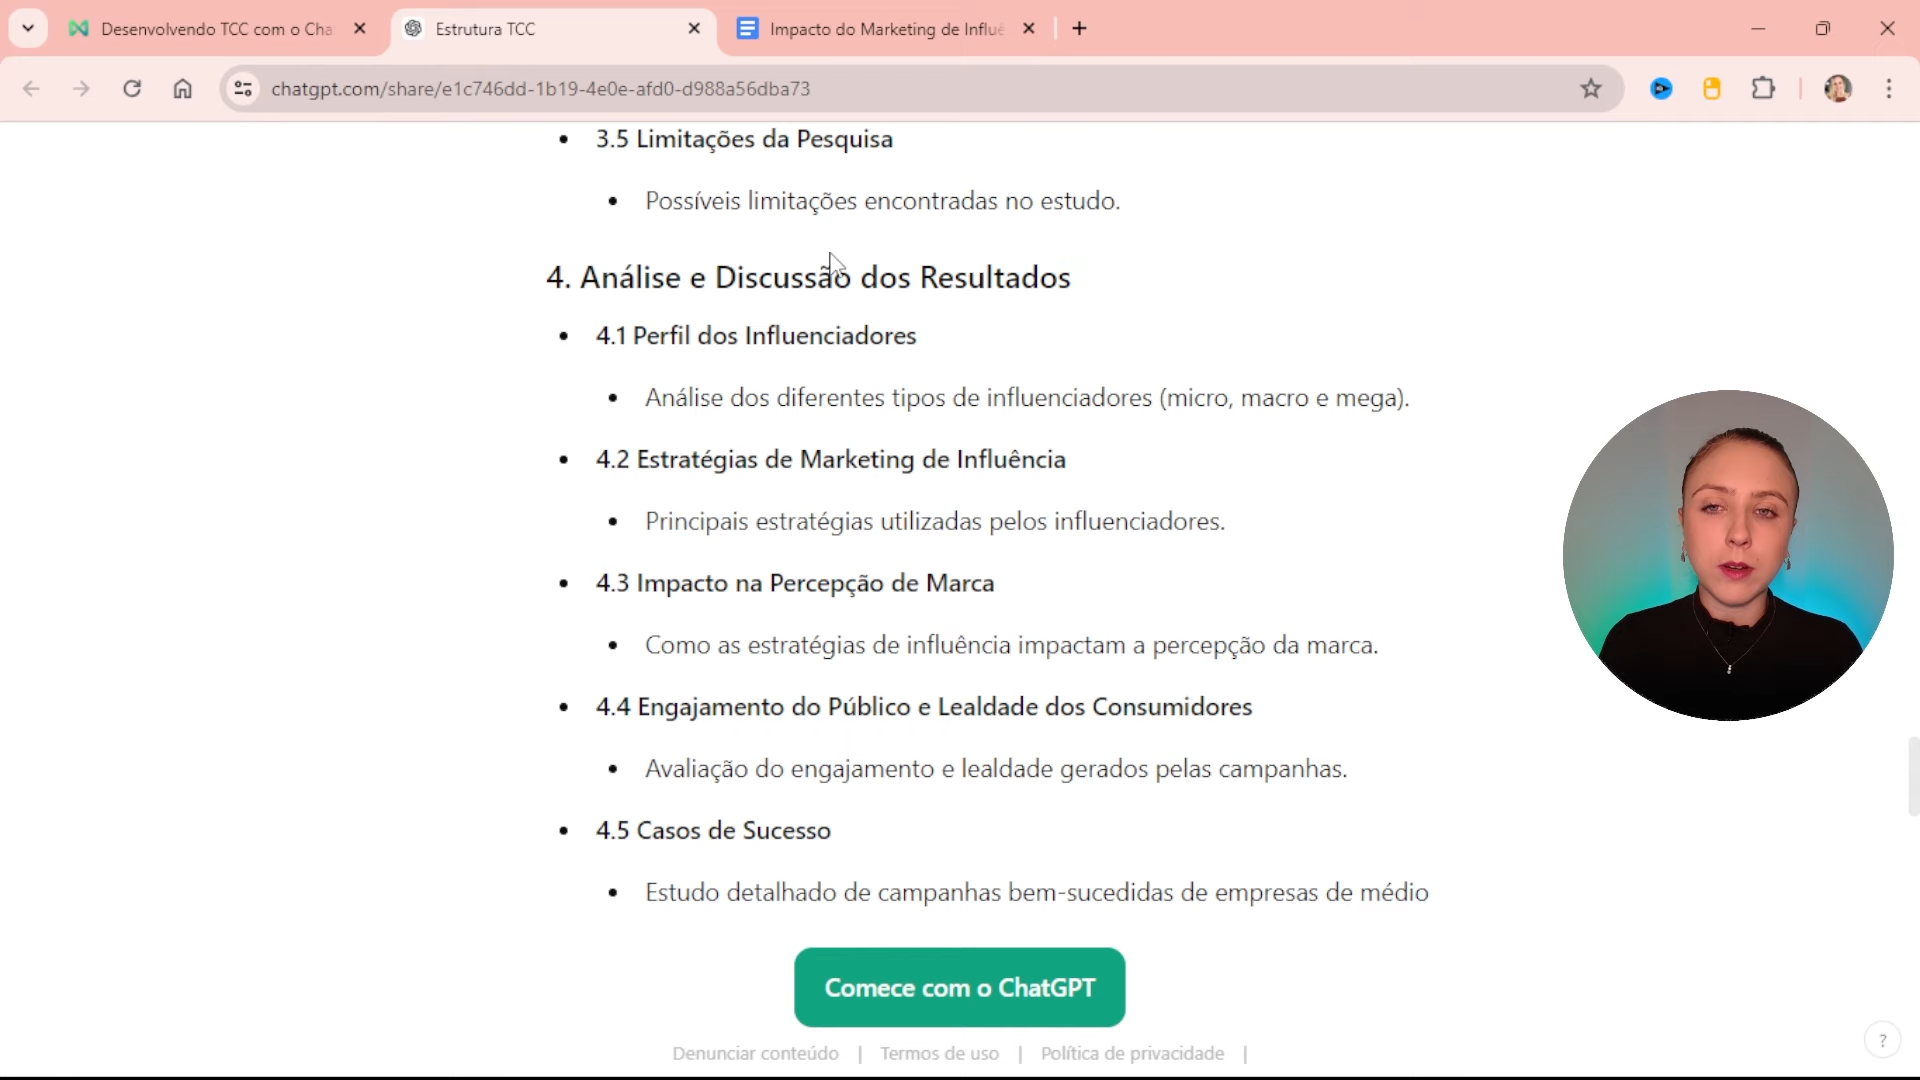 Desenvolvendo TCC com o Cha
Estrutura TCC
Impacto do Marketing de Influê
chatgpt.com/share/e1c746dd-1b19-4e0e-afd0-d988a56dba73
• 3.5 Limitações da Pesquisa
• Possíveis limitações encontradas no estudo.
4. Análise e Discussão dos Resultados
• 4.1 Perfil dos Influenciadores
• Análise dos diferentes tipos de influenciadores (micro, macro e mega).
• 4.2 Estratégias de Marketing de Influência
• Principais estratégias utilizadas pelos influenciadores.
• 4.3 Impacto na Percepção de Marca
• Como as estratégias de influência impactam a percepção da marca.
• 4.4 Engajamento do Público e Lealdade dos Consumidores
• Avaliação do engajamento e lealdade gerados pelas campanhas.
• 4.5 Casos de Sucesso
• Estudo detalhado de campanhas bem-sucedidas de empresas de médio
Comece com o ChatGPT
Denunciar conteúdo | Termos de uso | Política de privacidade |
?